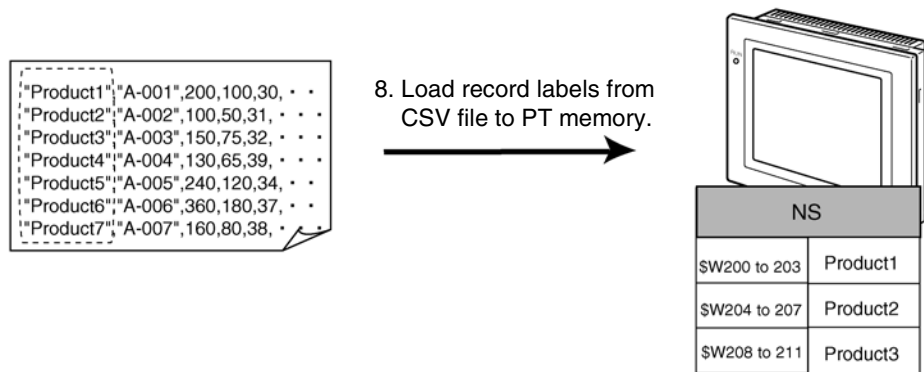 "Product1","A-001",200,100,30, · ·
"Product2","A-002",100,50,31, · · ·
"Product3","A-003",150,75,32, · · ·
"Product4","A-004",130,65,39, · · ·
"Product5","A-005",240,120,34, · ·
"Product6","A-006",360,180,37, · ·
"Product7","A-007",160,80,38, · · ·
8. Load record labels from
CSV file to PT memory.
RUN
NS
$W200 to 203 Product1
$W204 to 207 Product2
$W208 to 211 Product3